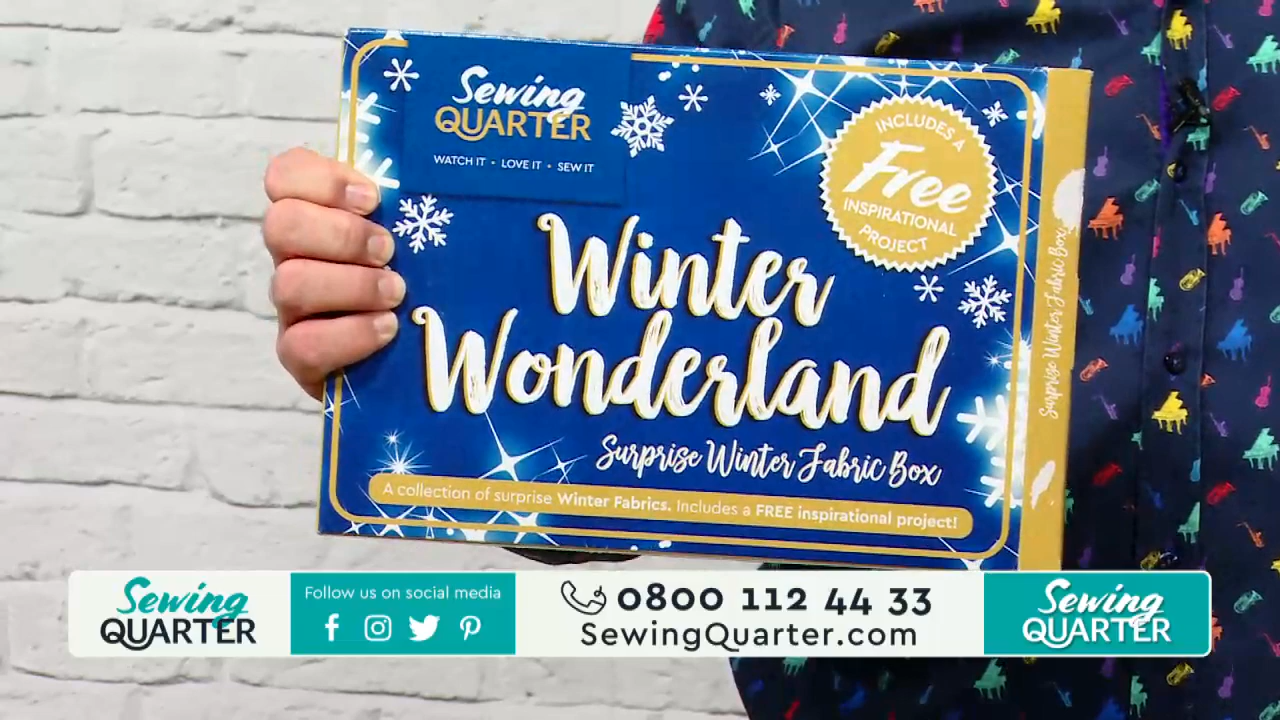 Sewing
QUARTER
WATCH IT • LOVE IT • SEW IT
INCLUDES A
Free
INSPIRATIONAL
PROJECT
Winter
Wonderland
Surprise Winter Fabric Box
A collection of surprise Winter Fabrics. Includes a FREE inspirational project!
Surprise Winter Fabric Box
Sewing
QUARTER
Follow us on social media
0800 112 44 33
SewingQuarter.com
Sewing
QUARTER